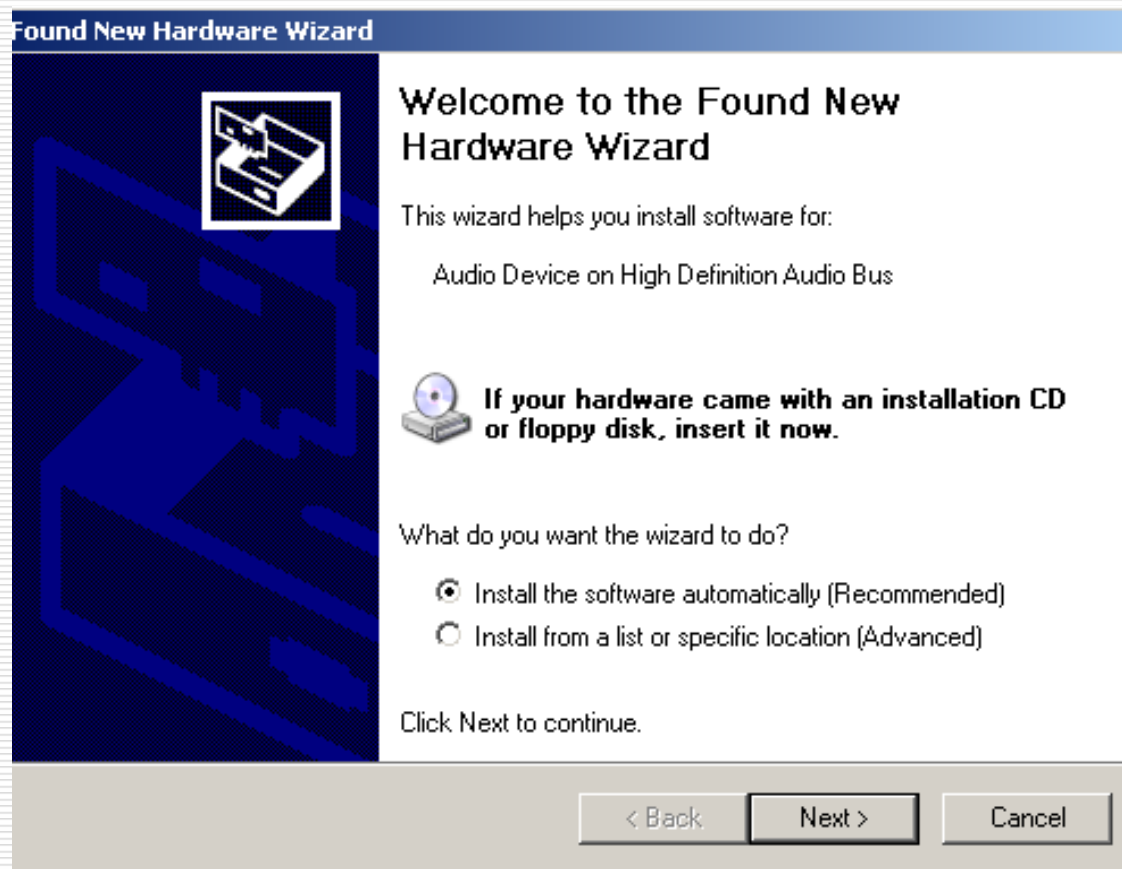 Found New Hardware Wizard
Welcome to the Found New
Hardware Wizard
This wizard helps you install software for:
Audio Device on High Definition Audio Bus
If your hardware came with an installation CD
or floppy disk, insert it now.
What do you want the wizard to do?
Install the software automatically (Recommended)
Install from a list or specific location (Advanced)
Click Next to continue.
< Back
Next >
Cancel